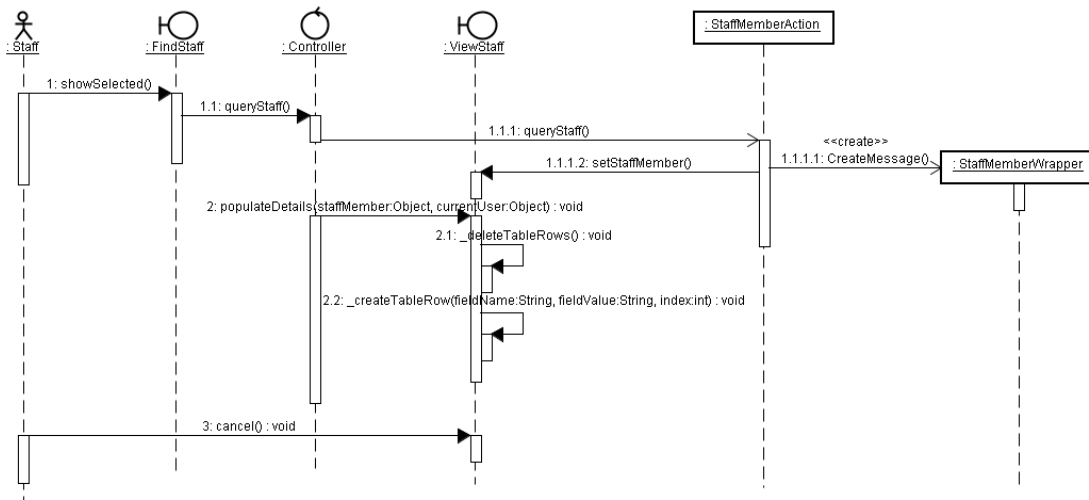 : Staff
: FindStaff
: Controller
: ViewStaff
: StaffMemberAction
1: showSelected()
1.1: queryStaff()
1.1.1: queryStaff()
<<create>>
1.1.1.1: CreateMessage()
: StaffMemberWrapper
1.1.1.2: setStaffMember()
2: populateDetails(staffMember:Object, currentUser:Object) : void
2.1: _deleteTableRows() : void
2.2: _createTableRow(fieldName:String, fieldValue:String, index:int) : void
3: cancel() : void